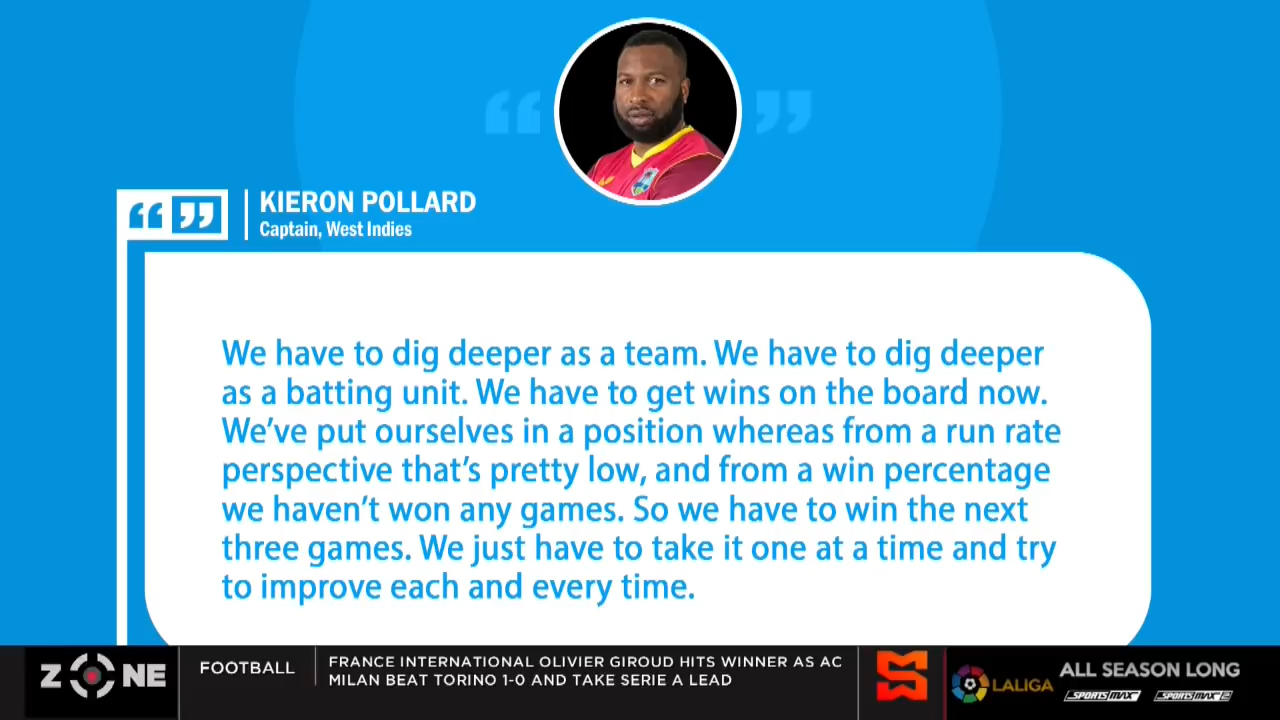 KIERON POLLARD
Captain, West Indies
We have to dig deeper as a team. We have to dig deeper
as a batting unit. We have to get wins on the board now.
We've put ourselves in a position whereas from a run rate
perspective that's pretty low, and from a win percentage
we haven't won any games. So we have to win the next
three games. We just have to take it one at a time and try
to improve each and every time.
ZONE
FOOTBALL
FRANCE INTERNATIONAL OLIVIER GIROUD HITS WINNER AS AC
MILAN BEAT TORINO 1-0 AND TAKE SERIE A LEAD
LALIGA
ALL SEASON LONG
SPORTSMAX SPORTSMAX 2